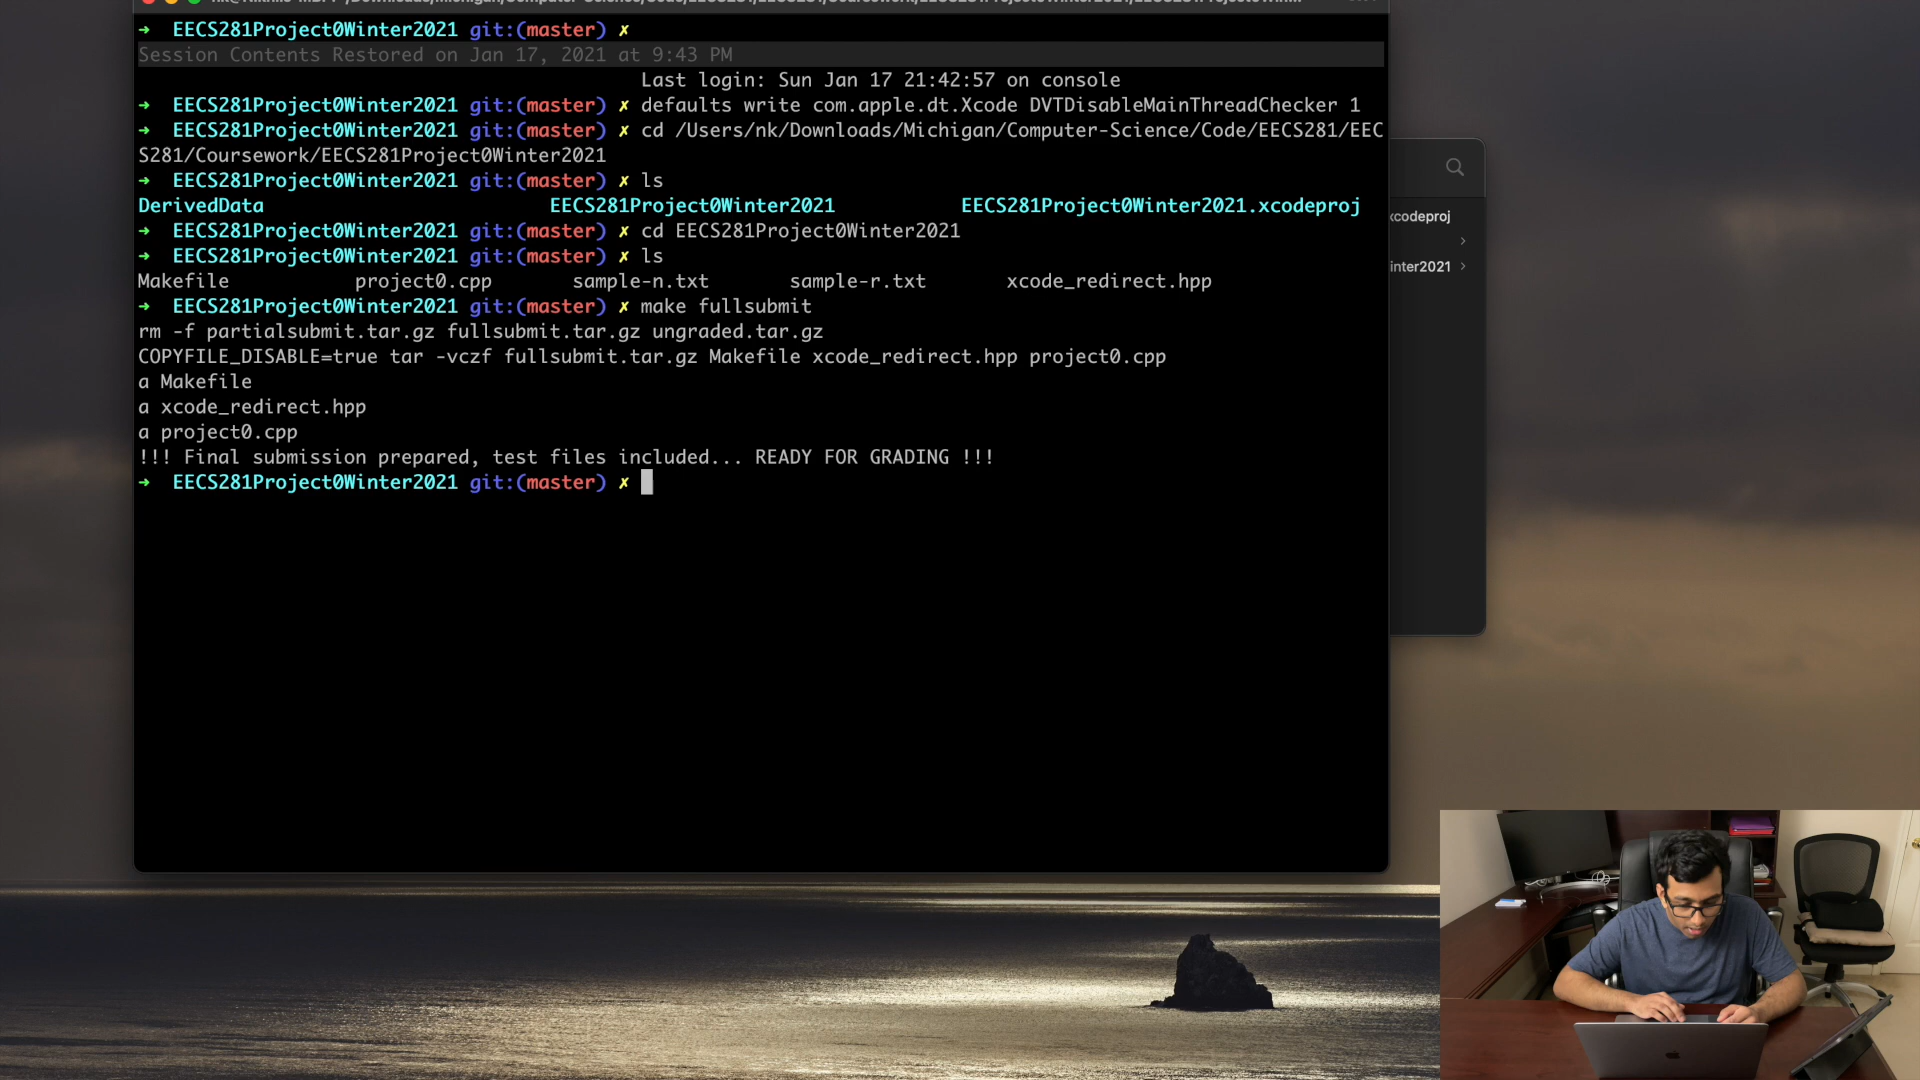 ➜ EECS281Project0Winter2021 git:(master) ✗
Session Contents Restored on Jan 17, 2021 at 9:43 PM
Last login: Sun Jan 17 21:42:57 on console
➜ EECS281Project0Winter2021 git:(master) ✗ defaults write com.apple.dt.Xcode DVTDisableMainThreadChecker 1
➜ EECS281Project0Winter2021 git:(master) ✗ cd /Users/nk/Downloads/Michigan/Computer-Science/Code/EECS281/EEC
S281/Coursework/EECS281Project0Winter2021
➜ EECS281Project0Winter2021 git:(master) ✗ ls
DerivedData EECS281Project0Winter2021 EECS281Project0Winter2021.xcodeproj
➜ EECS281Project0Winter2021 git:(master) ✗ cd EECS281Project0Winter2021
➜ EECS281Project0Winter2021 git:(master) ✗ ls
Makefile project0.cpp sample-n.txt sample-r.txt xcode_redirect.hpp
➜ EECS281Project0Winter2021 git:(master) ✗ make fullsubmit
rm -f partialsubmit.tar.gz fullsubmit.tar.gz ungraded.tar.gz
COPYFILE_DISABLE=true tar -vczf fullsubmit.tar.gz Makefile xcode_redirect.hpp project0.cpp
a Makefile
a xcode_redirect.hpp
a project0.cpp
!!! Final submission prepared, test files included... READY FOR GRADING !!!
➜ EECS281Project0Winter2021 git:(master) ✗
xcodeproj
inter2021